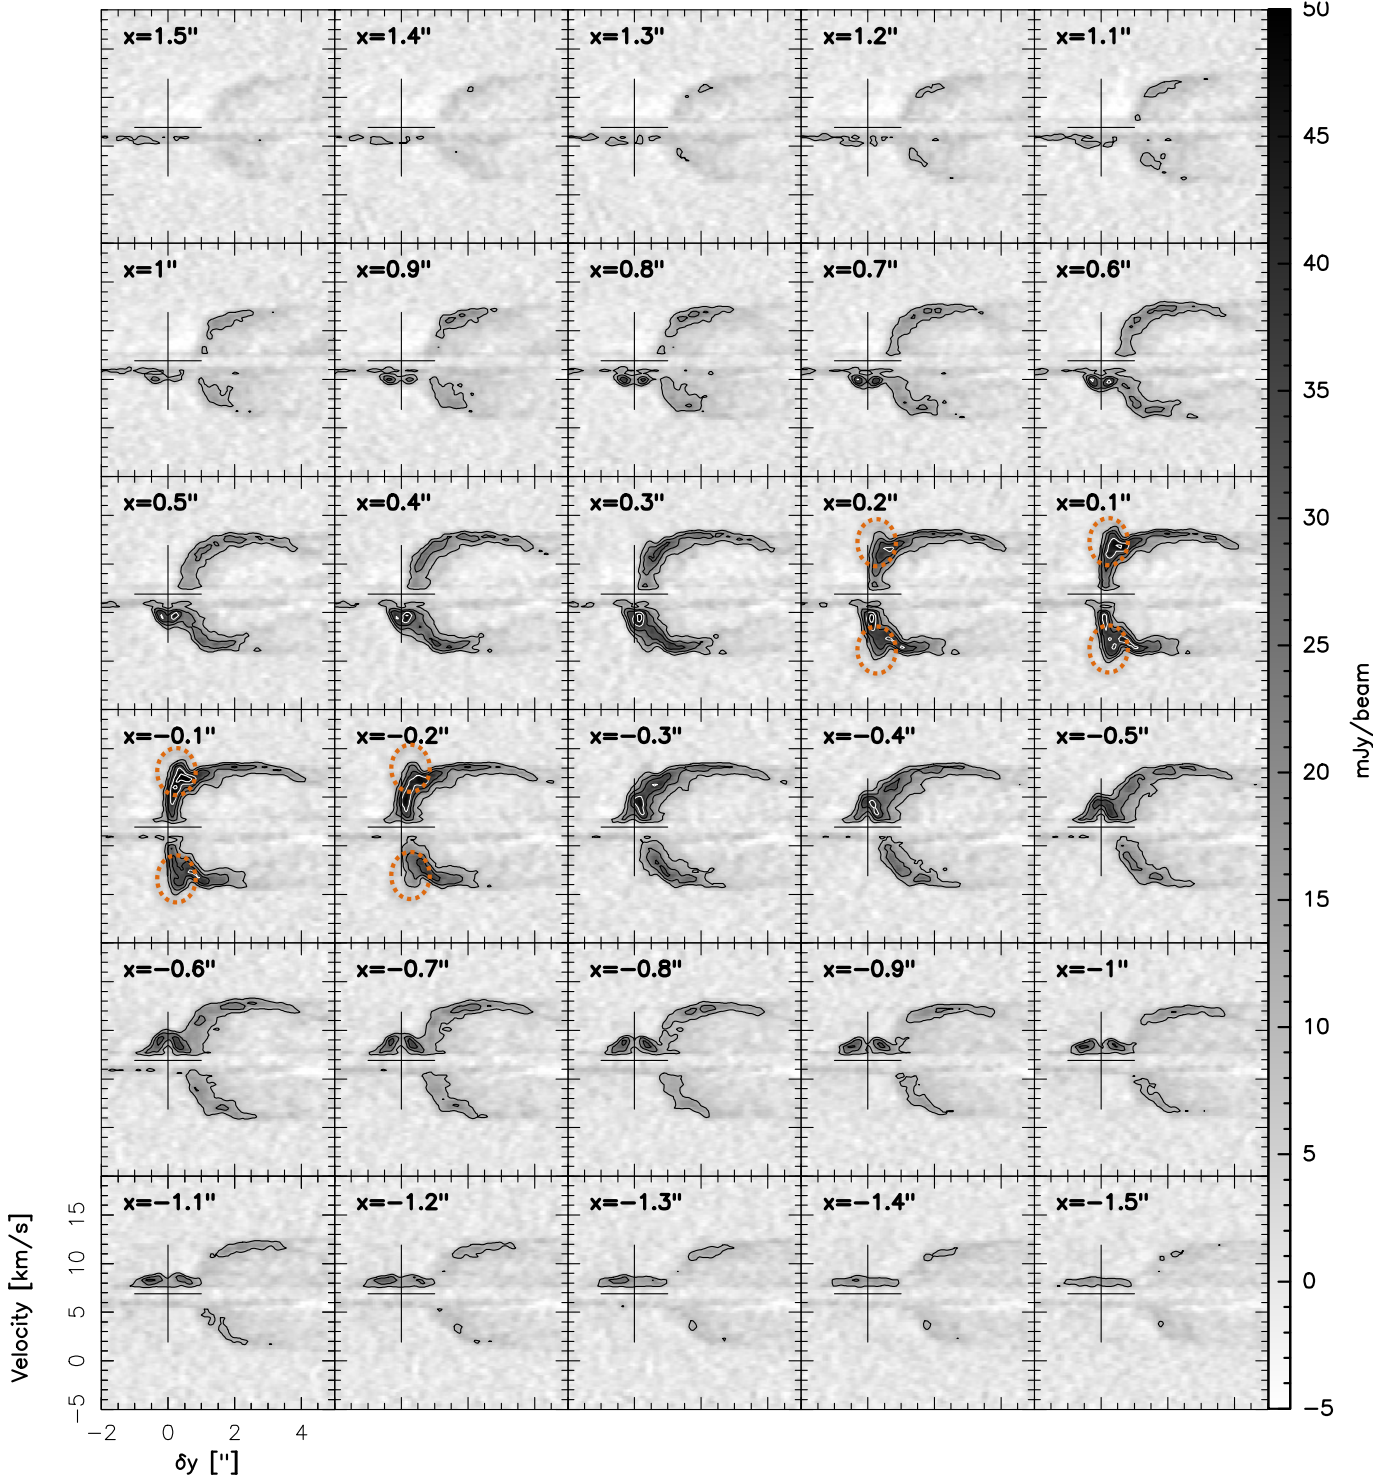 x=1.5" x=1.4" x=1.3" x=1.2" x=1.1"
x=1" x=0.9" x=0.8" x=0.7" x=0.6"
x=0.5" x=0.4" x=0.3" x=0.2" x=0.1"
x=−0.1" x=−0.2" x=−0.3" x=−0.4" x=−0.5"
x=−0.6" x=−0.7" x=−0.8" x=−0.9" x=−1"
x=−1.1" x=−1.2" x=−1.3" x=−1.4" x=−1.5"
15
10
5
0
−5
Velocity [km/s]
−2 0 2 4
δy ["]
50
45
40
35
30
25
20
15
10
5
0
−5
mJy/beam